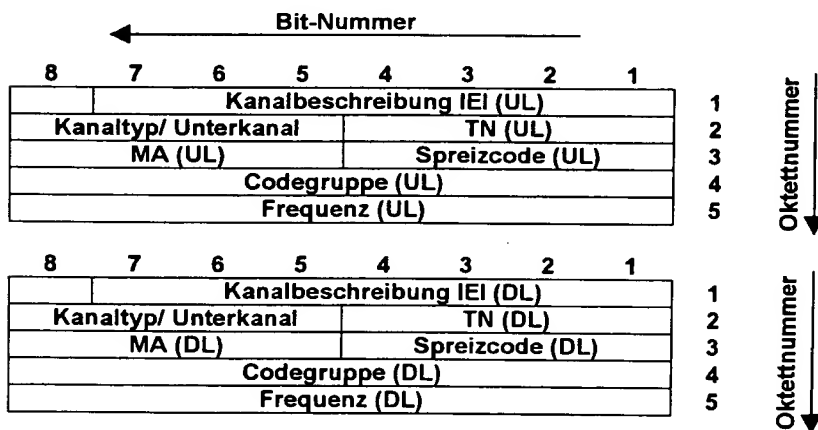 Bit-Nummer
8 7 6 5 4 3 2 1
Kanalbeschreibung IEI (UL) 1
Kanaltyp/ Unterkanal TN (UL) 2
MA (UL) Spreizcode (UL) 3
Codegruppe (UL) 4
Frequenz (UL) 5
Oktettnummer
8 7 6 5 4 3 2 1
Kanalbeschreibung IEI (DL) 1
Kanaltyp/ Unterkanal TN (DL) 2
MA (DL) Spreizcode (DL) 3
Codegruppe (DL) 4
Frequenz (DL) 5
Oktettnummer